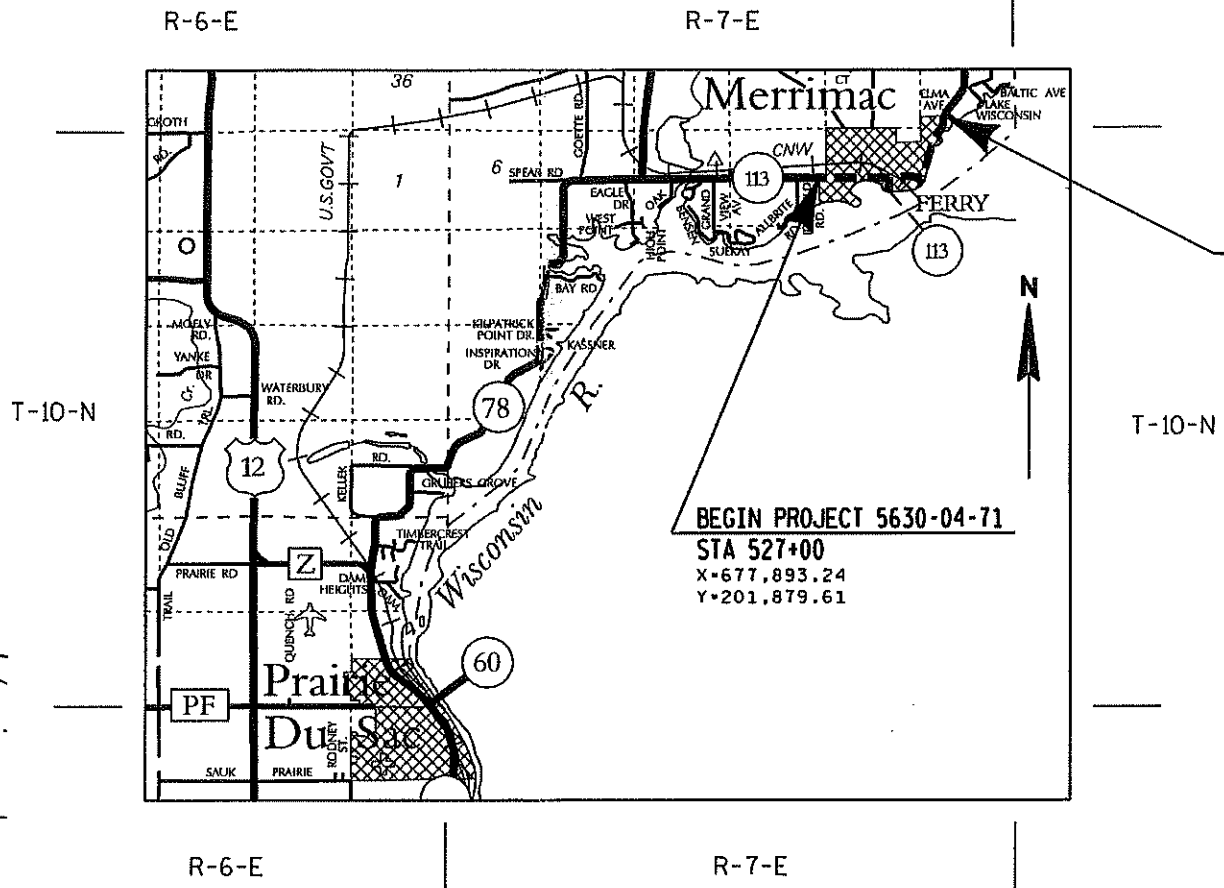 R-6-E
R-7-E
36
CT
Merrimac
ELMA AVE
BALTIC AVE
LAKE WISCONSIN
GROTH
RD.
U.S.GOVT
1
6
SPEAR RD
GOETTE RD
CNW
113
EAGLE DR
WEST POINT
OAK
HIGH POINT
BENSEN
GRAND
VIEW AV
SUEKAY
ALLBRITE RD.
RD.
FERRY
113
N
BAY RD.
KILPATRICK POINT DR.
KASSNER
INSPIRATION DR
YANKE DR
RD.
Cr.
TRL
T-10-N
T-10-N
WATERBURY RD.
78
R.
RD.
12
BLUFF
OLD
KELLER
RD.
GRUBERS GROVE
Wisconsin
TIMBERCREST TRAIL
BEGIN PROJECT 5630-04-71
STA 527+00
X=677,893.24
Y=201,879.61
PRAIRIE RD
Z
DAM HEIGHTS
DAM
TRAIL
QUENCH RD
60
Prairie
PF
Du Sac
RODNEY ST.
SAUK PRAIRIE
R-6-E
R-7-E